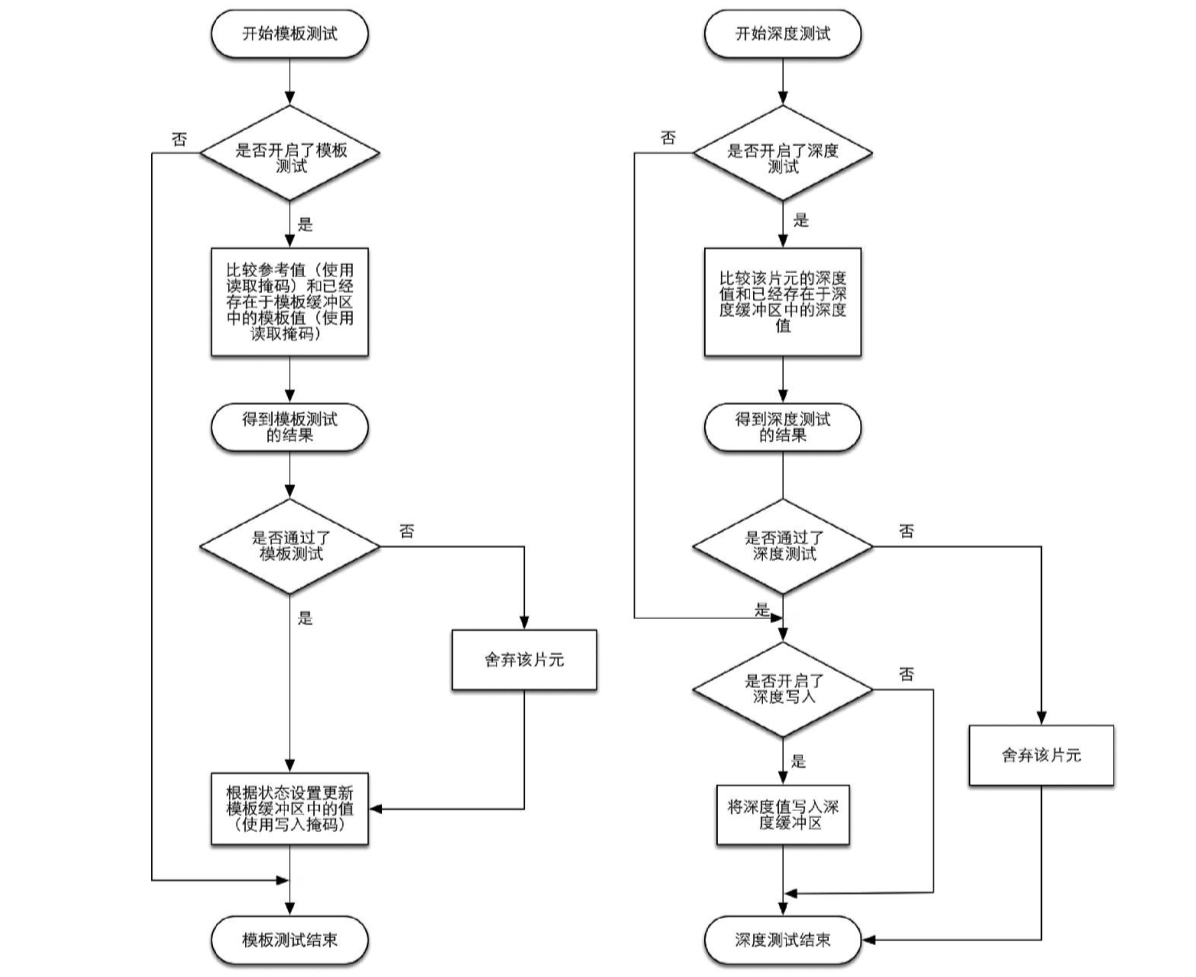 开始模板测试
否
是否开启了模板
测试
是
比较参考值（使用
读取掩码）和已经
存在于模板缓冲区
中的模板值（使用
读取掩码）
得到模板测试
的结果
是否通过了
模板测试
否
是
舍弃该片元
根据状态设置更新
模板缓冲区中的值
（使用写入掩码）
模板测试结束
开始深度测试
否
是否开启了深度
测试
是
比较该片元的深度
值和已经存在于深
度缓冲区中的深度
值
得到深度测试
的结果
是否通过了
深度测试
否
是
是否开启了
深度写入
否
舍弃该片元
是
将深度值写入深
度缓冲区
深度测试结束